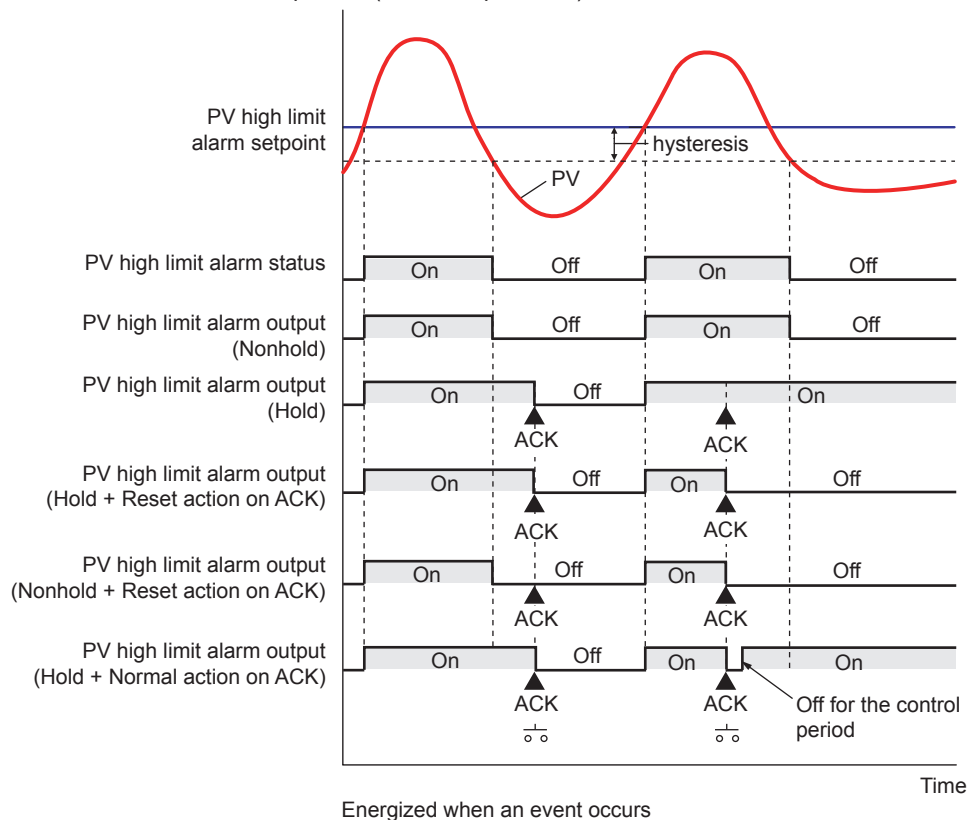 PV high limit
alarm setpoint
hysteresis
PV
PV high limit alarm status
On
Off
On
Off
PV high limit alarm output
(Nonhold)
On
Off
On
Off
PV high limit alarm output
(Hold)
On
Off
On
ACK
ACK
PV high limit alarm output
(Hold + Reset action on ACK)
On
Off
On
Off
ACK
ACK
PV high limit alarm output
(Nonhold + Reset action on ACK)
On
Off
On
Off
ACK
ACK
PV high limit alarm output
(Hold + Normal action on ACK)
On
Off
On
On
ACK
ACK
Off for the control
period
Time
Energized when an event occurs